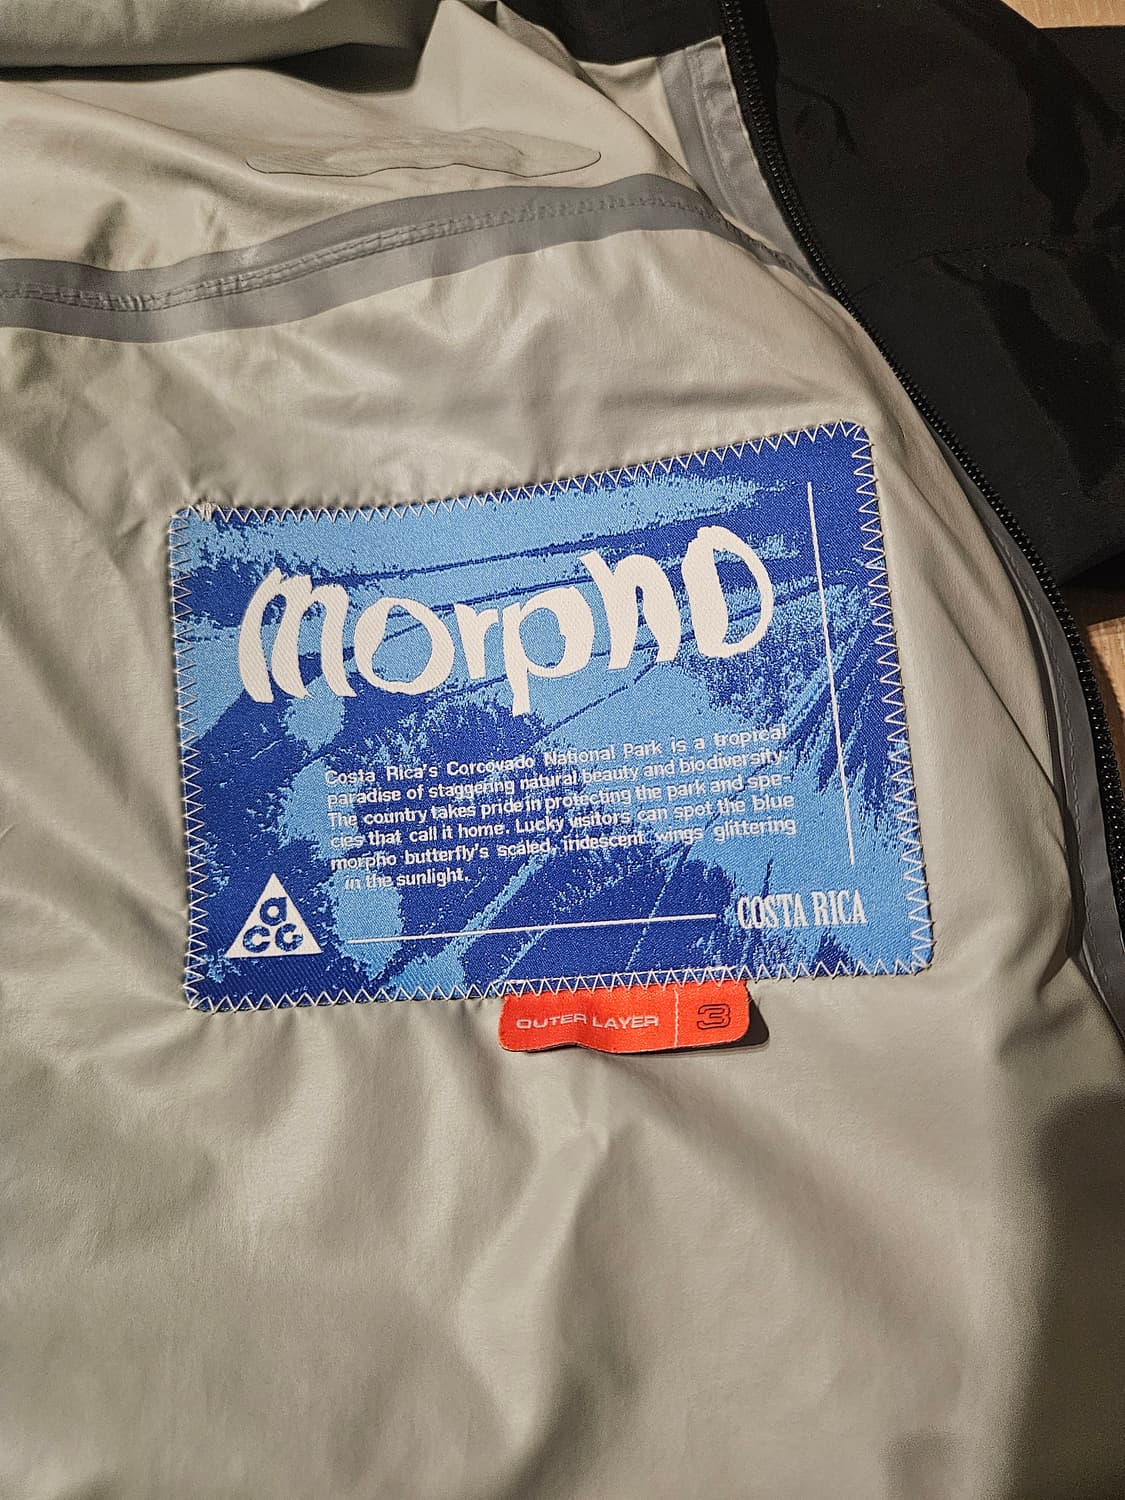 morpho
Costa Rica's Corcovado National Park is a tropical
paradise of staggering natural beauty and biodiversity.
The country takes pride in protecting the park and spe-
cies that call it home. Lucky visitors can spot the blue
morpho butterfly's scaled, iridescent wings glittering
in the sunlight.
acg
COSTA RICA
OUTER LAYER 3